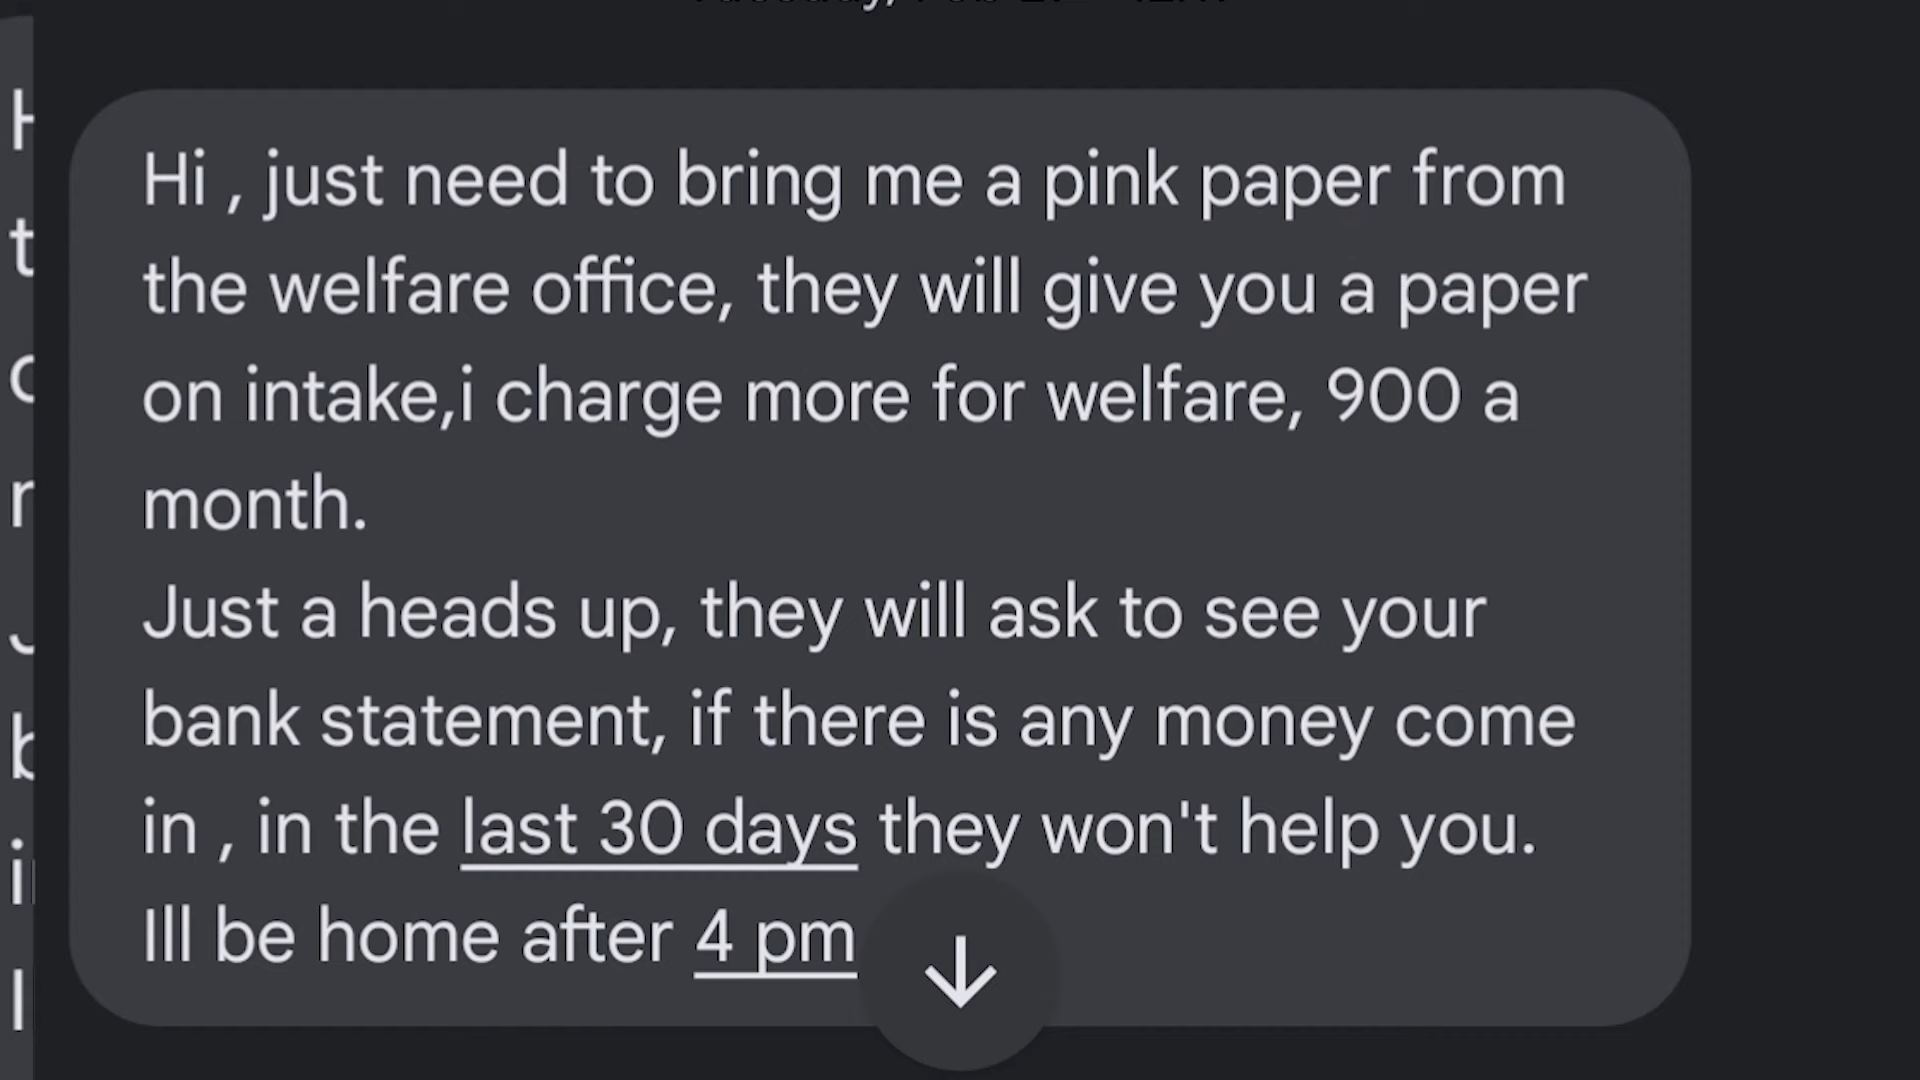 Hi , just need to bring me a pink paper from
the welfare office, they will give you a paper
on intake,i charge more for welfare, 900 a
month.
Just a heads up, they will ask to see your
bank statement, if there is any money come
in , in the last 30 days they won't help you.
Ill be home after 4 pm